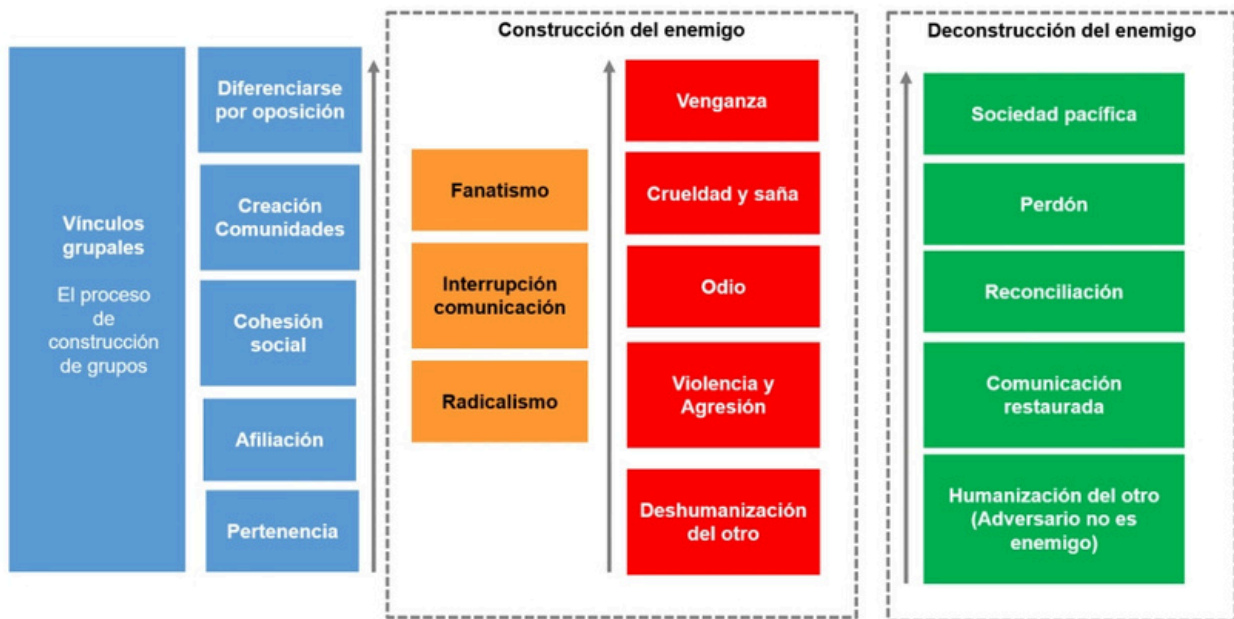 Construcción del enemigo
Deconstrucción del enemigo
Vínculos
grupales
El proceso
de
construcción
de grupos
Diferenciarse
por oposición
Creación
Comunidades
Cohesión
social
Afiliación
Pertenencia
Fanatismo
Interrupción
comunicación
Radicalismo
Venganza
Crueldad y saña
Odio
Violencia y
Agresión
Deshumanización
del otro
Sociedad pacífica
Perdón
Reconciliación
Comunicación
restaurada
Humanización del otro
(Adversario no es
enemigo)